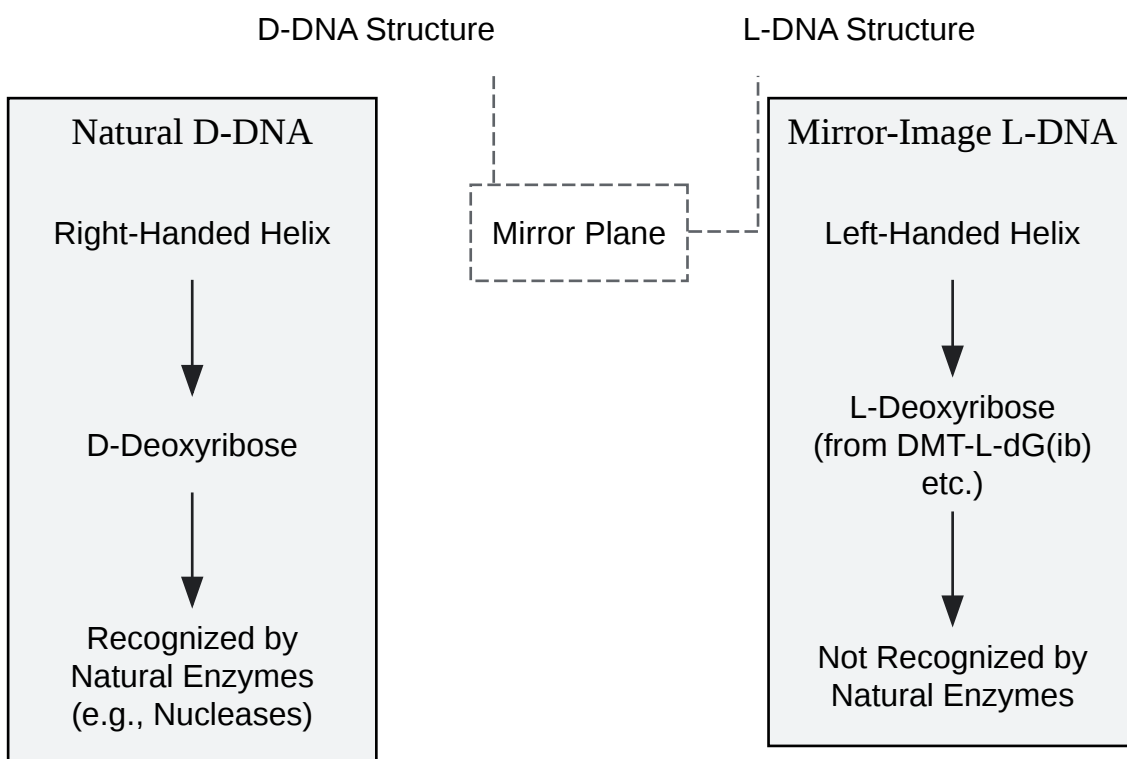 D-DNA Structure
L-DNA Structure
Natural D-DNA
Right-Handed Helix
D-Deoxyribose
Recognized by
Natural Enzymes
(e.g., Nucleases)
Mirror Plane
Mirror-Image L-DNA
Left-Handed Helix
L-Deoxyribose
(from DMT-L-dG(ib)
etc.)
Not Recognized by
Natural Enzymes